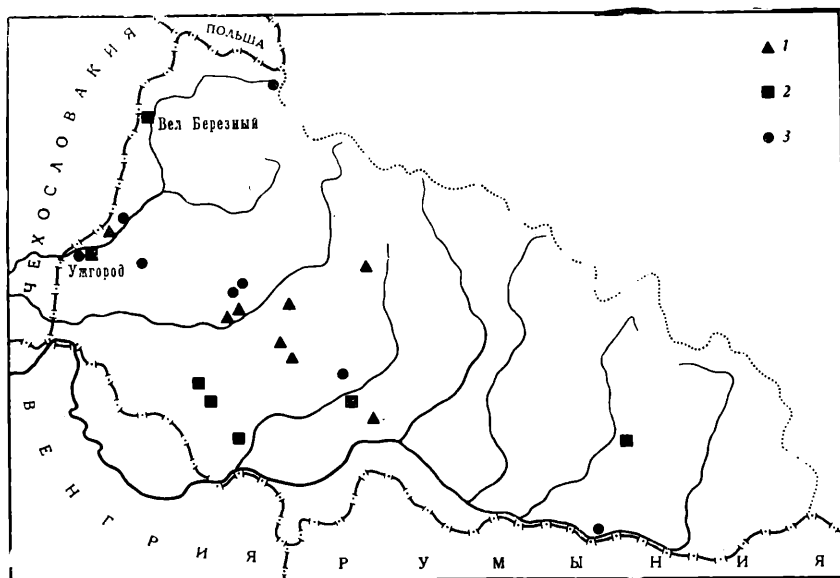 ПОЛЬША
ЧЕХОСЛОВАКИЯ
1
2
3
Вел Березный
Ужгород
ВЕНГРИЯ
РУМЫНИЯ